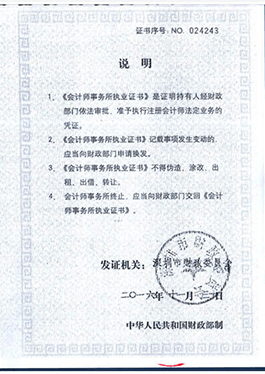 证书序号: NO. 024243
说 明
1、《会计师事务所执业证书》是证明持有人经财政
部门依法审批,准予执行注册会计师法定业务的
凭证。
2、《会计师事务所执业证书》记载事项发生变动的,
应当向财政部门申请换发。
3、《会计师事务所执业证书》不得伪造、涂改、出
租、出借、转让。
4、 会计师事务所终止,应当向财政部门交回《会计
师事务所执业证书》。
发证机关: 深圳市财政委员会
二〇一六年十一月 日
中华人民共和国财政部制